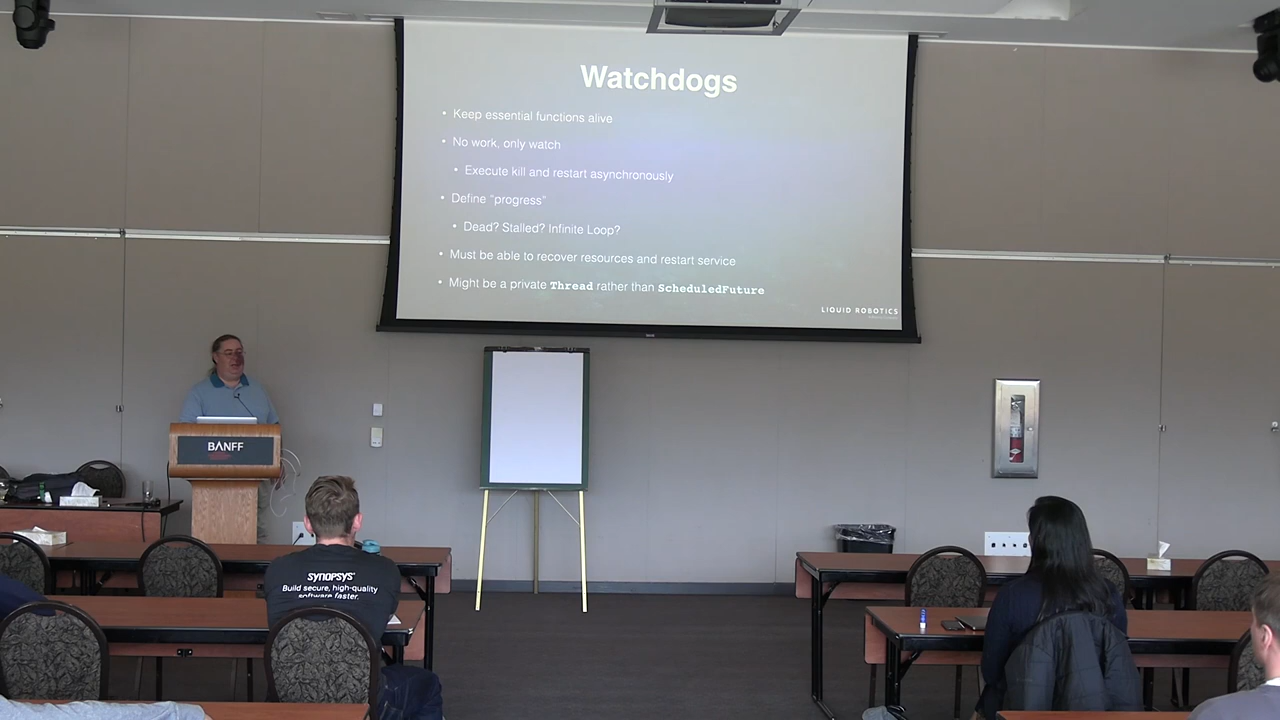 Watchdogs
• Keep essential functions alive
• No work, only watch
• Execute kill and restart asynchronously
• Define “progress”
• Dead? Stalled? Infinite Loop?
• Must be able to recover resources and restart service
• Might be a private Thread rather than ScheduledFuture
LIQUID ROBOTICS
BANFF
SYNOPSYS
Build secure, high-quality
software faster.